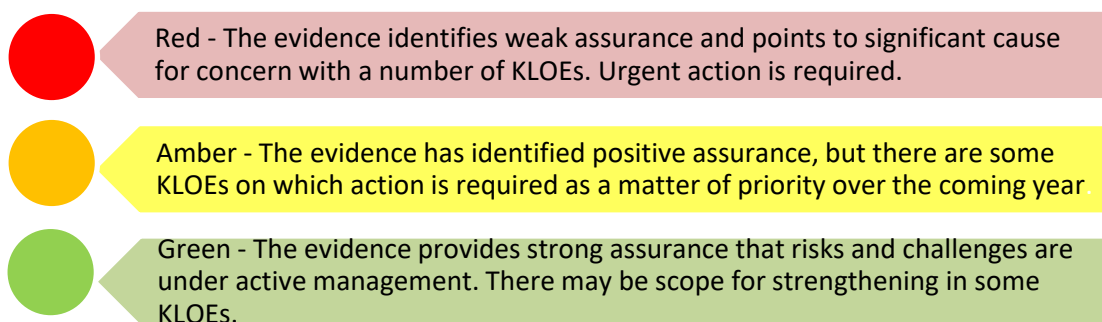 Red - The evidence identifies weak assurance and points to significant cause
for concern with a number of KLOEs. Urgent action is required.
Amber - The evidence has identified positive assurance, but there are some
KLOEs on which action is required as a matter of priority over the coming year.
Green - The evidence provides strong assurance that risks and challenges are
under active management. There may be scope for strengthening in some
KLOEs.